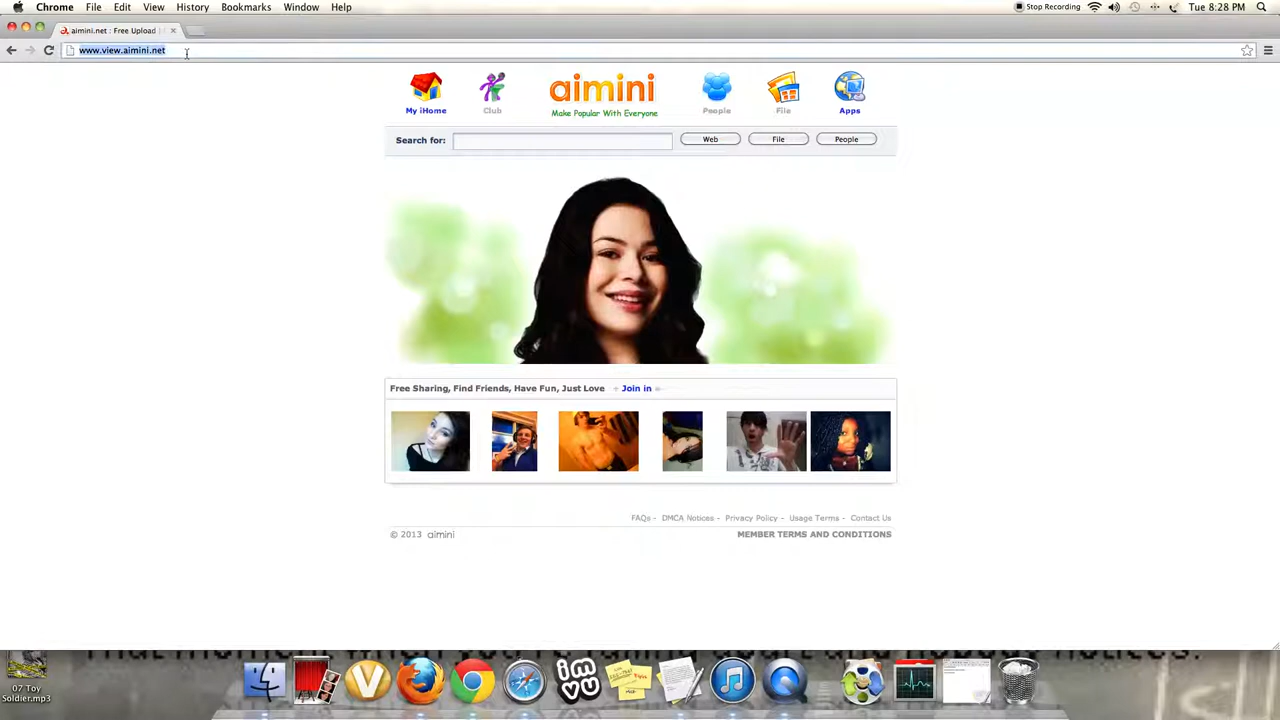 Chrome File Edit View History Bookmarks Window Help Stop Recording Tue 8:28 PM
aimini.net : Free Upload
www.view.aimini.net
My iHome Club aimini People File Apps
Make Popular With Everyone
Search for: Web File People
Free Sharing, Find Friends, Have Fun, Just Love Join in
FAQs - DMCA Notices - Privacy Policy - Usage Terms - Contact Us
© 2013 aimini MEMBER TERMS AND CONDITIONS
imvu
07 Toy
Soldier.mp3